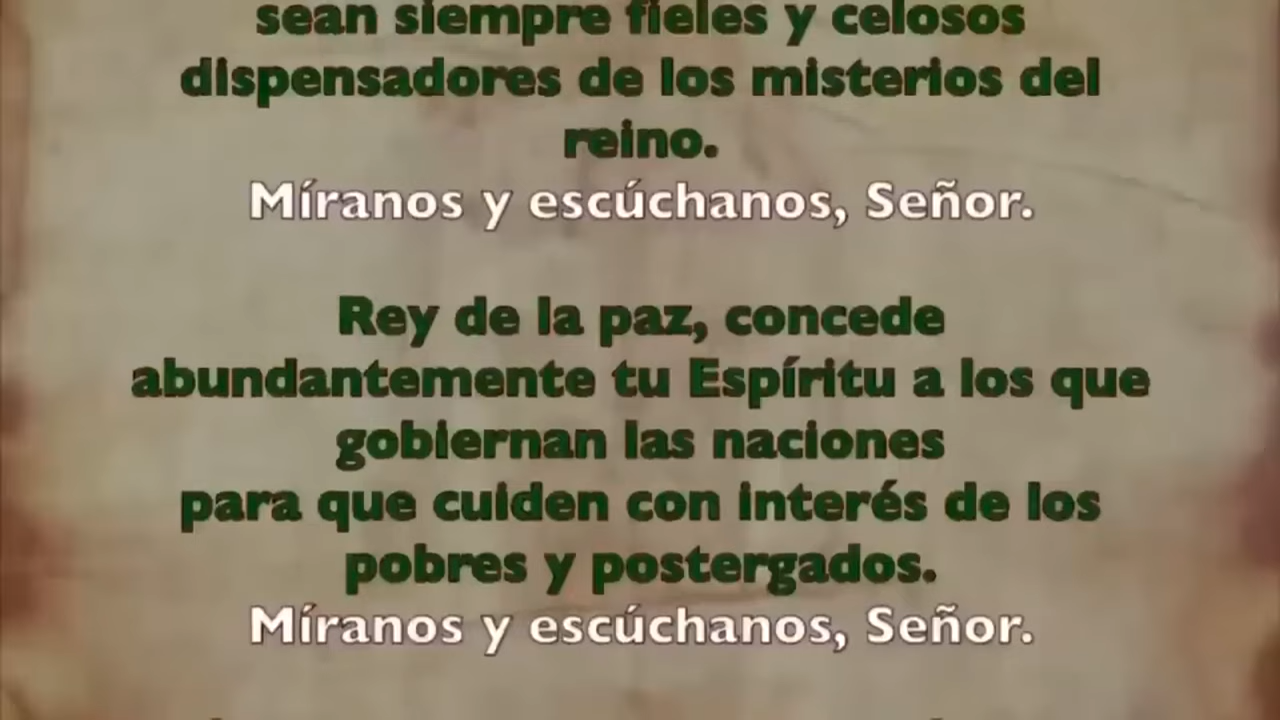 sean siempre fieles y celosos
dispensadores de los misterios del
reino.
Míranos y escúchanos, Señor.
Rey de la paz, concede
abundantemente tu Espíritu a los que
gobiernan las naciones
para que cuiden con interés de los
pobres y postergados.
Míranos y escúchanos, Señor.